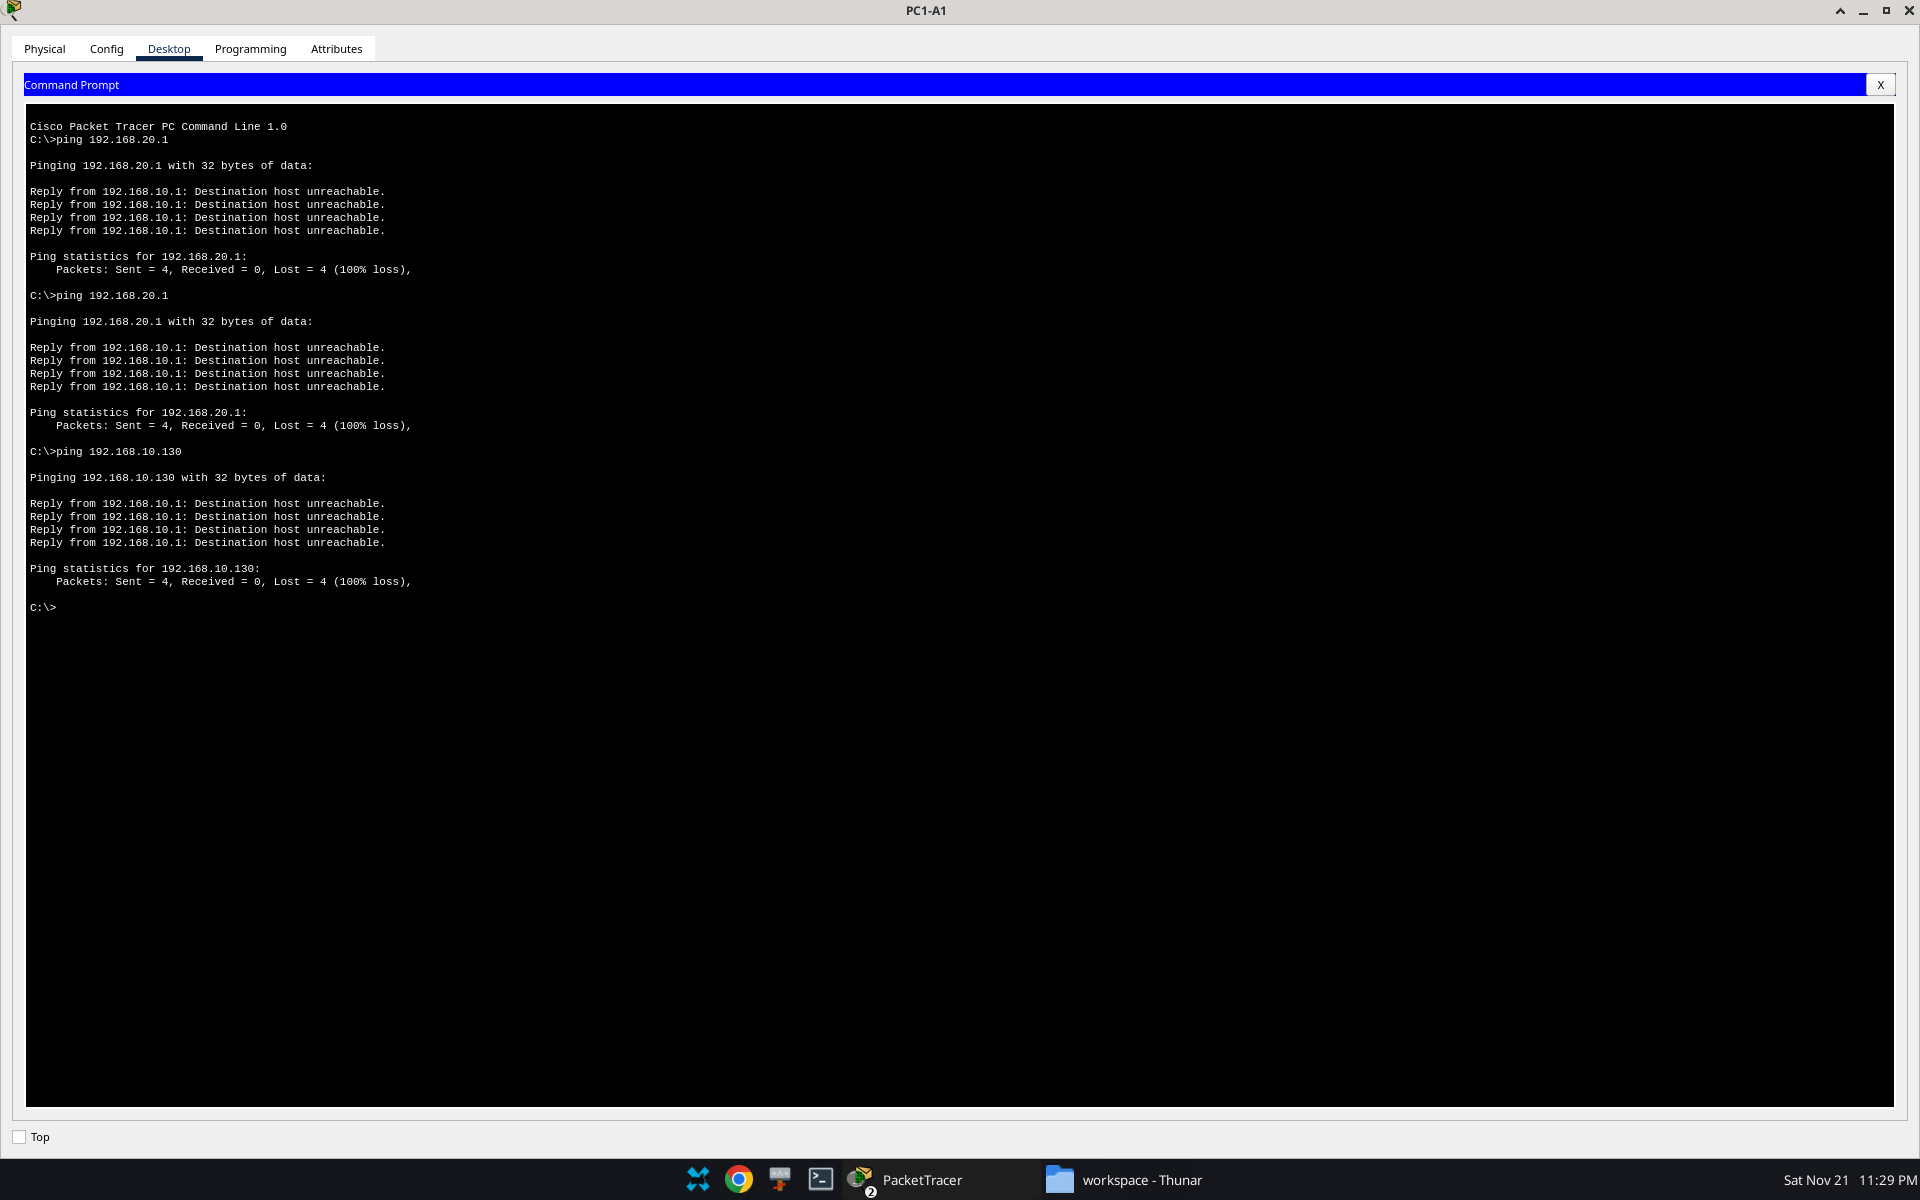 PC1-A1
Physical Config Desktop Programming Attributes
Command Prompt X
Cisco Packet Tracer PC Command Line 1.0
C:\>ping 192.168.20.1
Pinging 192.168.20.1 with 32 bytes of data:
Reply from 192.168.10.1: Destination host unreachable.
Reply from 192.168.10.1: Destination host unreachable.
Reply from 192.168.10.1: Destination host unreachable.
Reply from 192.168.10.1: Destination host unreachable.
Ping statistics for 192.168.20.1:
Packets: Sent = 4, Received = 0, Lost = 4 (100% loss),
C:\>ping 192.168.20.1
Pinging 192.168.20.1 with 32 bytes of data:
Reply from 192.168.10.1: Destination host unreachable.
Reply from 192.168.10.1: Destination host unreachable.
Reply from 192.168.10.1: Destination host unreachable.
Reply from 192.168.10.1: Destination host unreachable.
Ping statistics for 192.168.20.1:
Packets: Sent = 4, Received = 0, Lost = 4 (100% loss),
C:\>ping 192.168.10.130
Pinging 192.168.10.130 with 32 bytes of data:
Reply from 192.168.10.1: Destination host unreachable.
Reply from 192.168.10.1: Destination host unreachable.
Reply from 192.168.10.1: Destination host unreachable.
Reply from 192.168.10.1: Destination host unreachable.
Ping statistics for 192.168.10.130:
Packets: Sent = 4, Received = 0, Lost = 4 (100% loss),
C:\>
Top
2 PacketTracer workspace - Thunar Sat Nov 21 11:29 PM